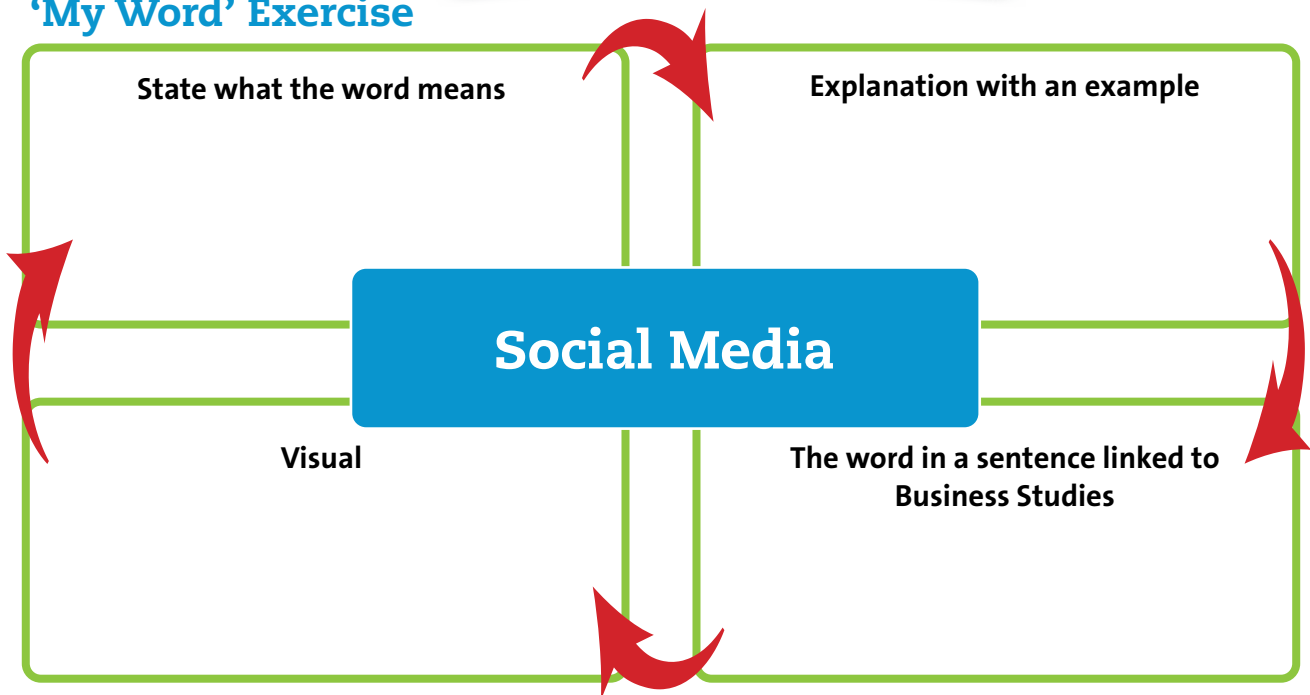 ‘My Word’ Exercise
State what the word means
Explanation with an example
Social Media
Visual
The word in a sentence linked to
Business Studies